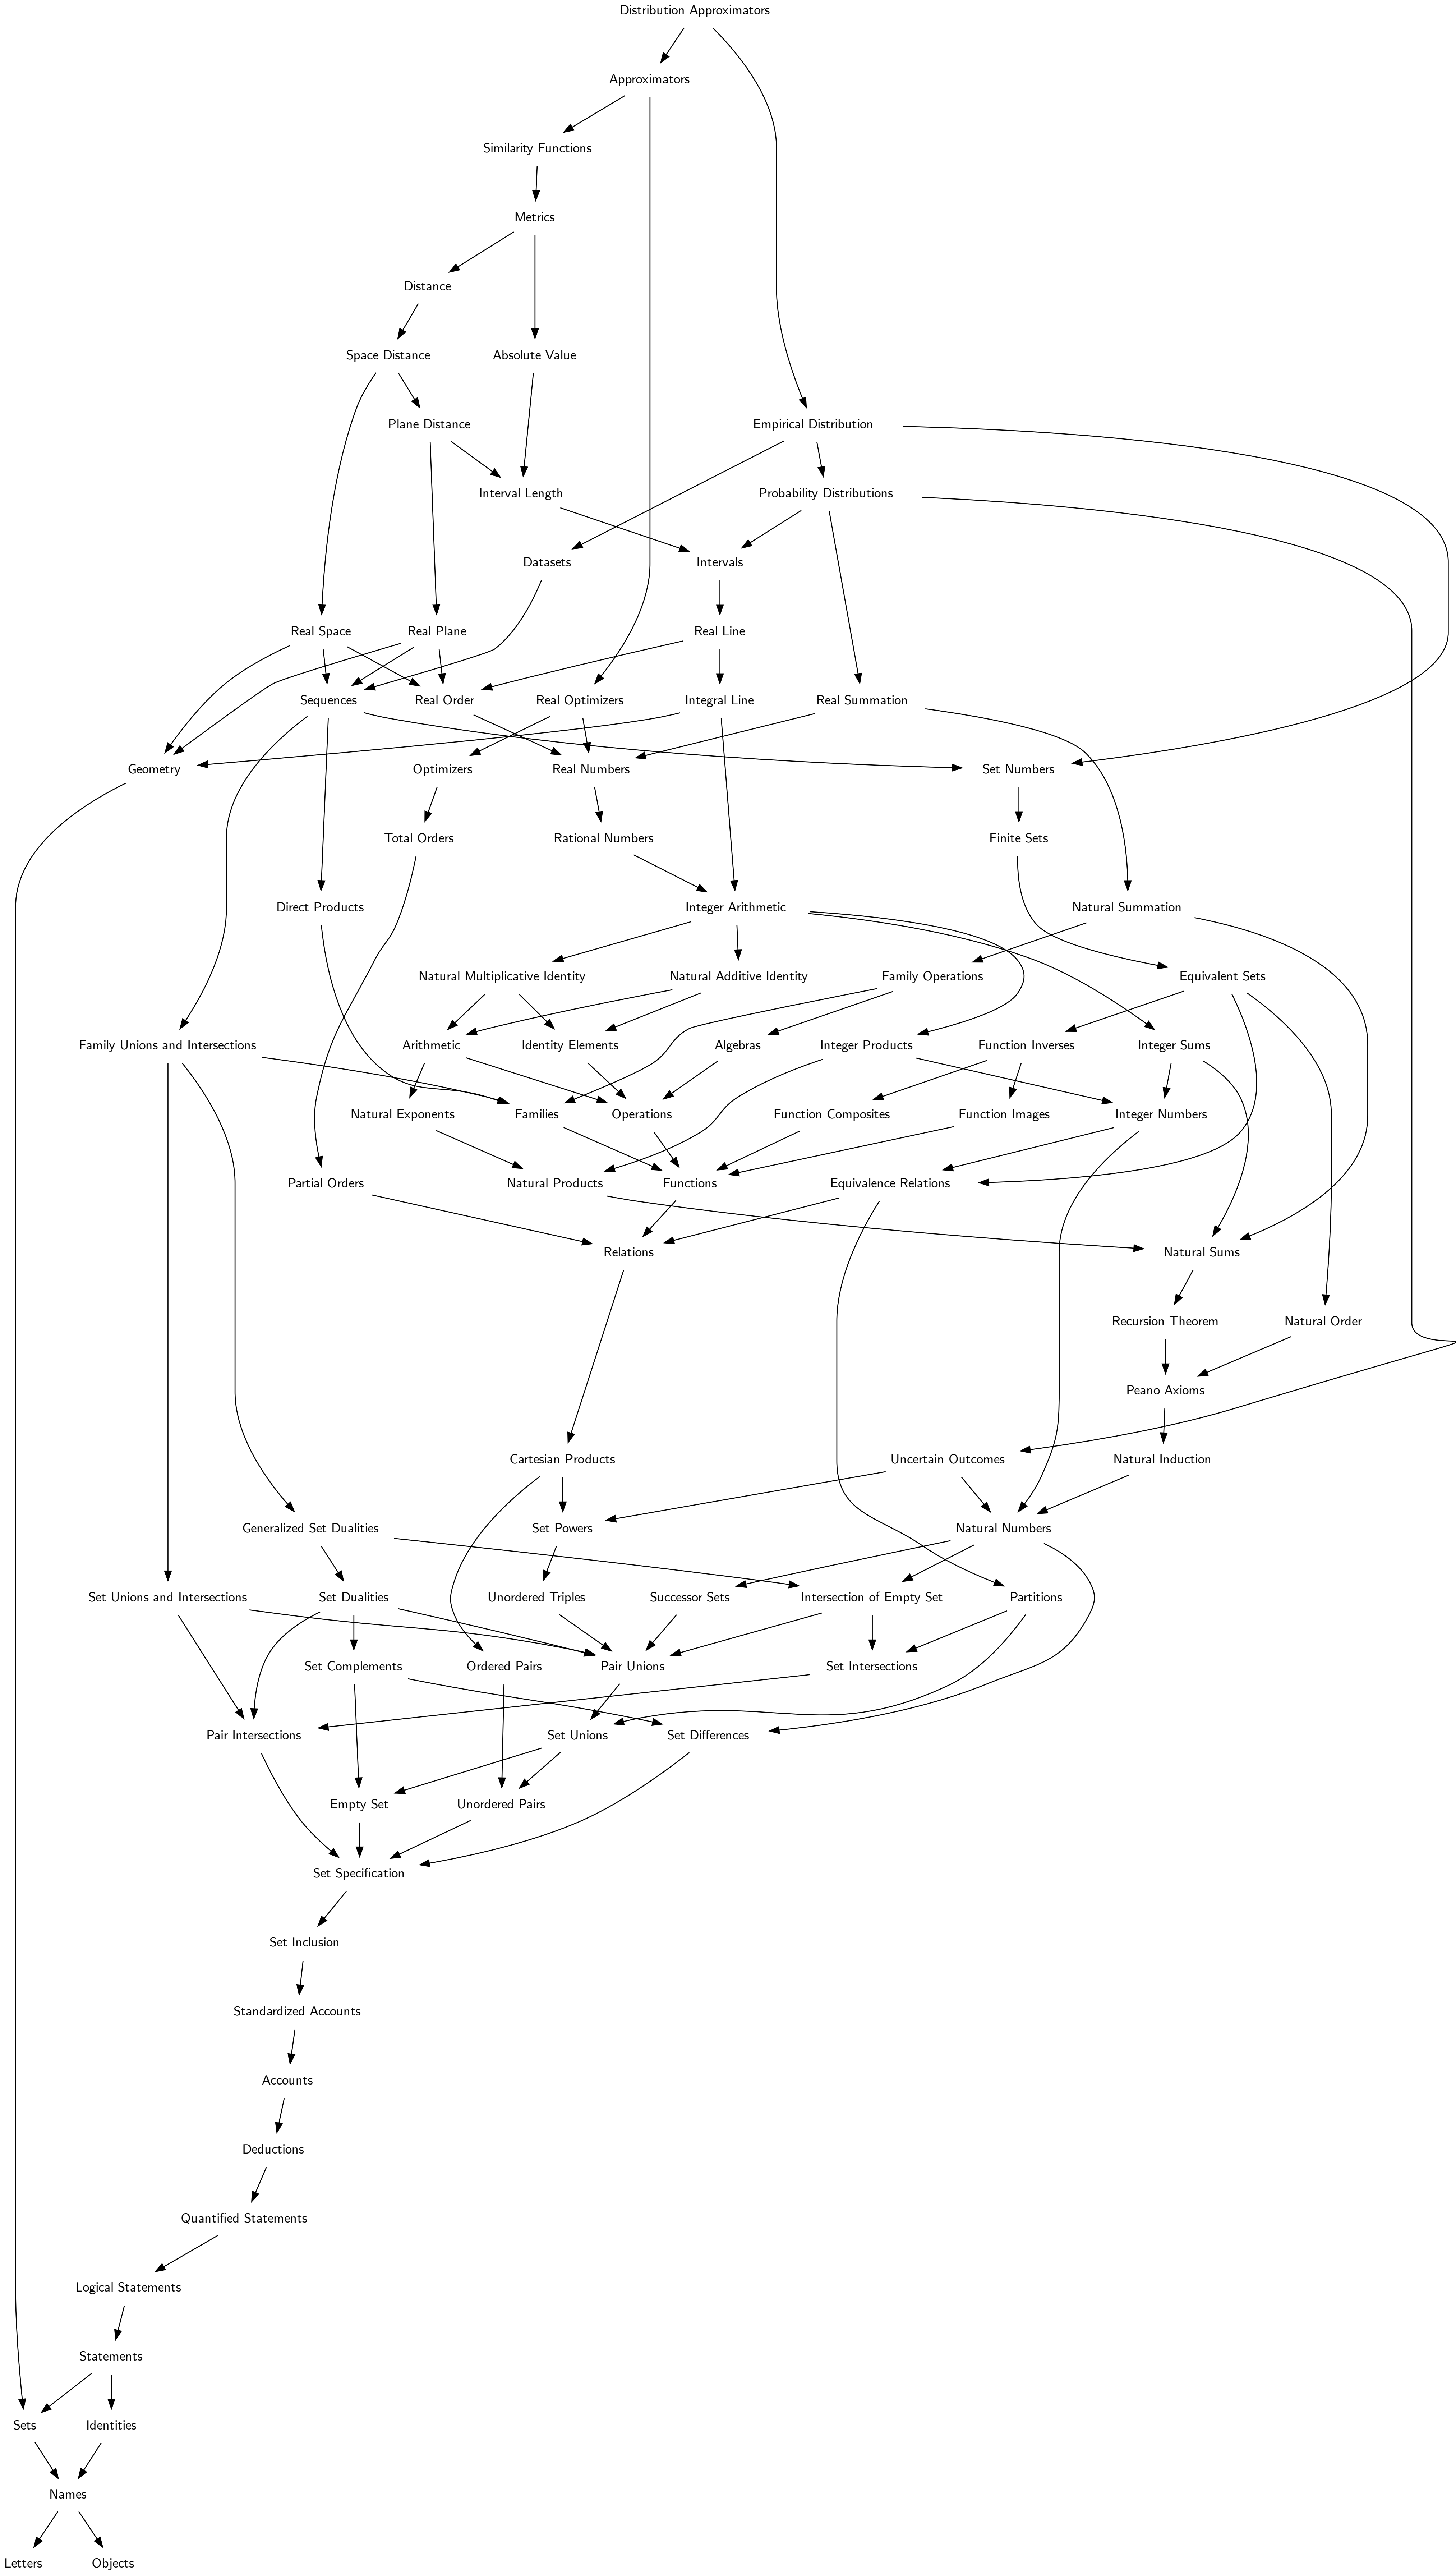 Distribution Approximators
Approximators
Similarity Functions
Metrics
Distance
Space Distance
Absolute Value
Plane Distance
Empirical Distribution
Interval Length
Probability Distributions
Datasets
Intervals
Real Space
Real Plane
Real Line
Sequences
Real Order
Real Optimizers
Integral Line
Real Summation
Geometry
Optimizers
Real Numbers
Set Numbers
Total Orders
Rational Numbers
Finite Sets
Direct Products
Integer Arithmetic
Natural Summation
Natural Multiplicative Identity
Natural Additive Identity
Family Operations
Equivalent Sets
Family Unions and Intersections
Arithmetic
Identity Elements
Algebras
Integer Products
Function Inverses
Integer Sums
Natural Exponents
Families
Operations
Function Composites
Function Images
Integer Numbers
Partial Orders
Natural Products
Functions
Equivalence Relations
Relations
Natural Sums
Recursion Theorem
Natural Order
Peano Axioms
Cartesian Products
Uncertain Outcomes
Natural Induction
Generalized Set Dualities
Set Powers
Natural Numbers
Set Unions and Intersections
Set Dualities
Unordered Triples
Successor Sets
Intersection of Empty Set
Partitions
Set Complements
Ordered Pairs
Pair Unions
Set Intersections
Pair Intersections
Set Unions
Set Differences
Empty Set
Unordered Pairs
Set Specification
Set Inclusion
Standardized Accounts
Accounts
Deductions
Quantified Statements
Logical Statements
Statements
Sets
Identities
Names
Letters
Objects